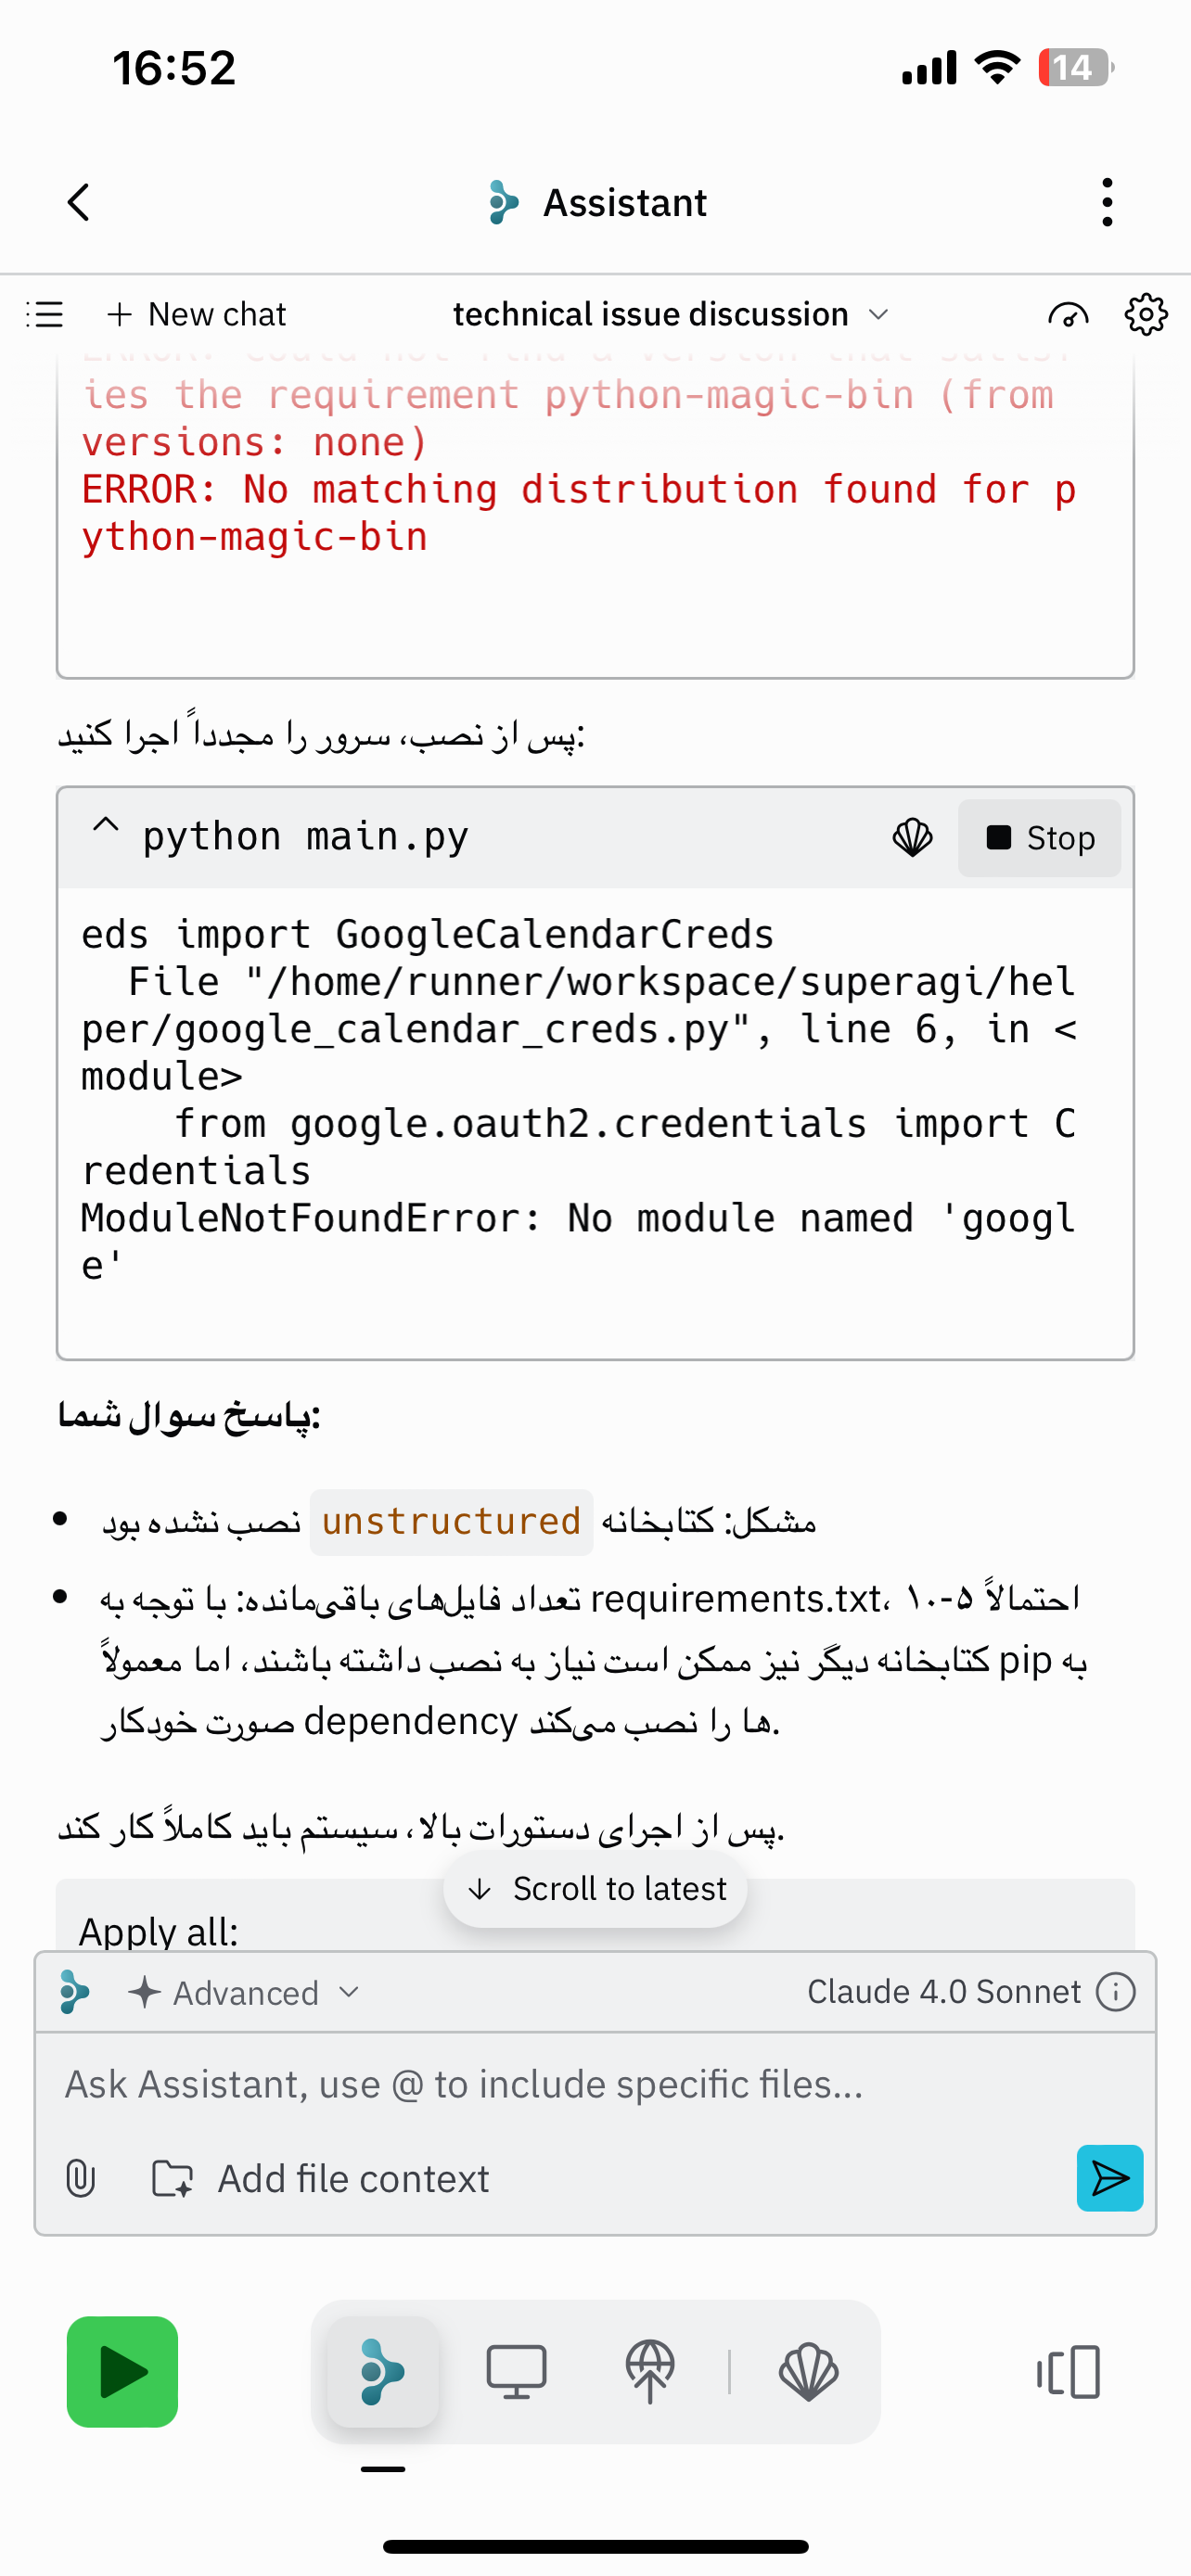 16:52
14
Assistant
New chat
technical issue discussion
ies the requirement python-magic-bin (from
versions: none)
ERROR: No matching distribution found for p
ython-magic-bin
پس از نصب، سرور را مجدداً اجرا کنید:
python main.py
Stop
eds import GoogleCalendarCreds
File "/home/runner/workspace/superagi/hel
per/google_calendar_creds.py", line 6, in <
module>
from google.oauth2.credentials import C
redentials
ModuleNotFoundError: No module named 'googl
e'
پاسخ سوال شما:
مشکل: کتابخانه unstructured نصب نشده بود
تعداد فایل‌های باقی‌مانده: با توجه به requirements.txt، احتمالاً ۵-۱۰
کتابخانه دیگر نیز ممکن است نیاز به نصب داشته باشند، اما معمولاً pip به
صورت خودکار dependency ها را نصب می‌کند.
پس از اجرای دستورات بالا، سیستم باید کاملاً کار کند.
Scroll to latest
Apply all:
Advanced
Claude 4.0 Sonnet
Ask Assistant, use @ to include specific files...
Add file context